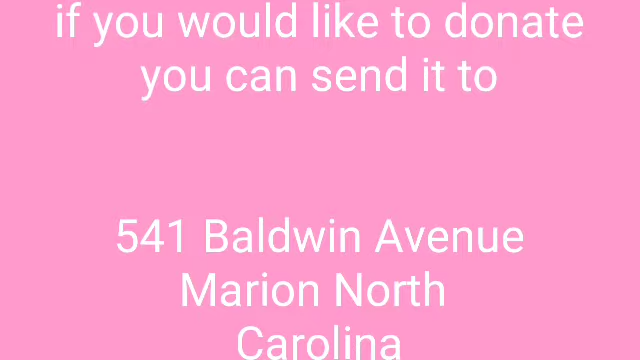 if you would like to donate
you can send it to
541 Baldwin Avenue
Marion North
Carolina